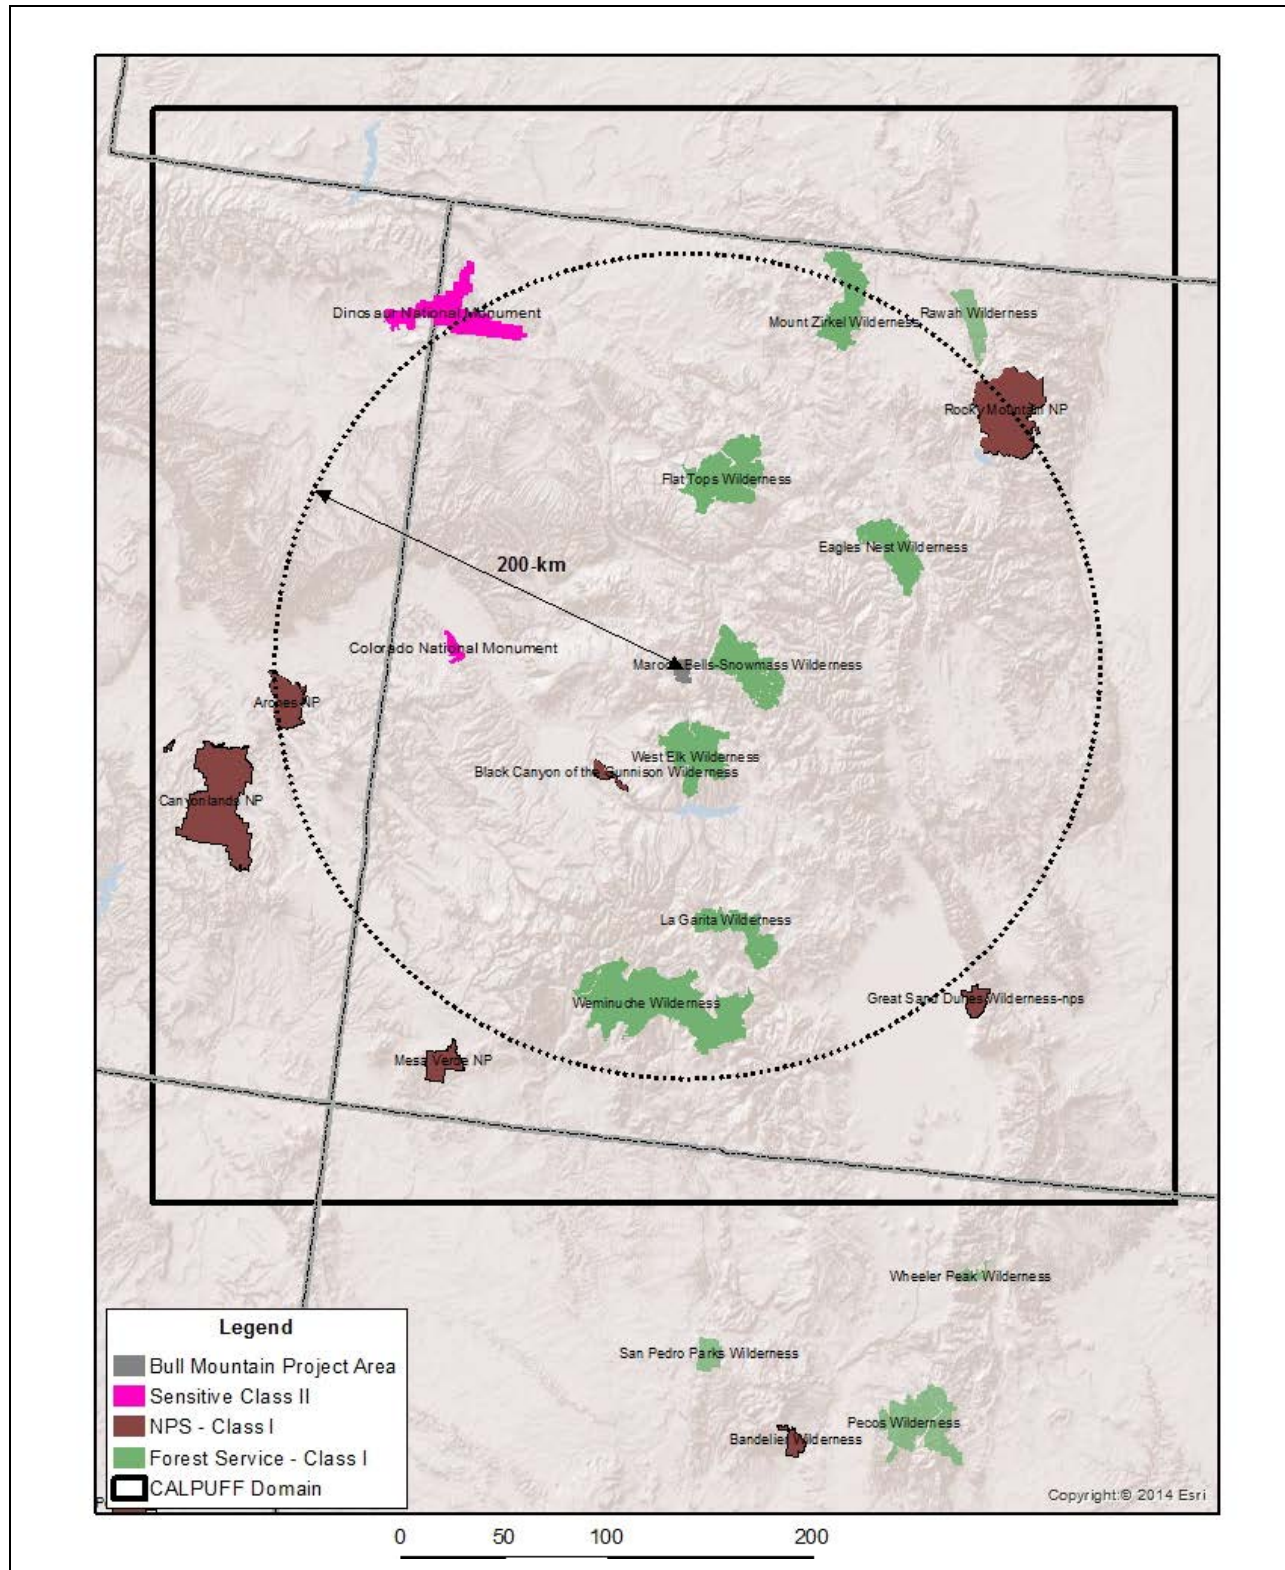 Dinosaur National Monument
Mount Zirkel Wilderness
Rawah Wilderness
Rocky Mountain NP
Flat Tops Wilderness
Eagles Nest Wilderness
200-km
Colorado National Monument
Maroon Bells-Snowmass Wilderness
Arches NP
West Elk Wilderness
Black Canyon of the Gunnison Wilderness
Canyonlands NP
La Garita Wilderness
Weminuche Wilderness
Great Sand Dunes Wilderness-nps
Mesa Verde NP
Wheeler Peak Wilderness
San Pedro Parks Wilderness
Pecos Wilderness
Bandelier Wilderness
Legend
Bull Mountain Project Area
Sensitive Class II
NPS - Class I
Forest Service - Class I
CALPUFF Domain
Copyright:© 2014 Esri
0 50 100 200